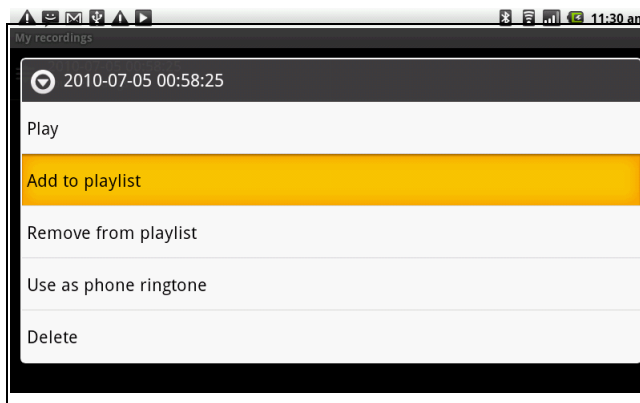 11:30 am
My recordings
2010-07-05 00:58:25
Play
Add to playlist
Remove from playlist
Use as phone ringtone
Delete